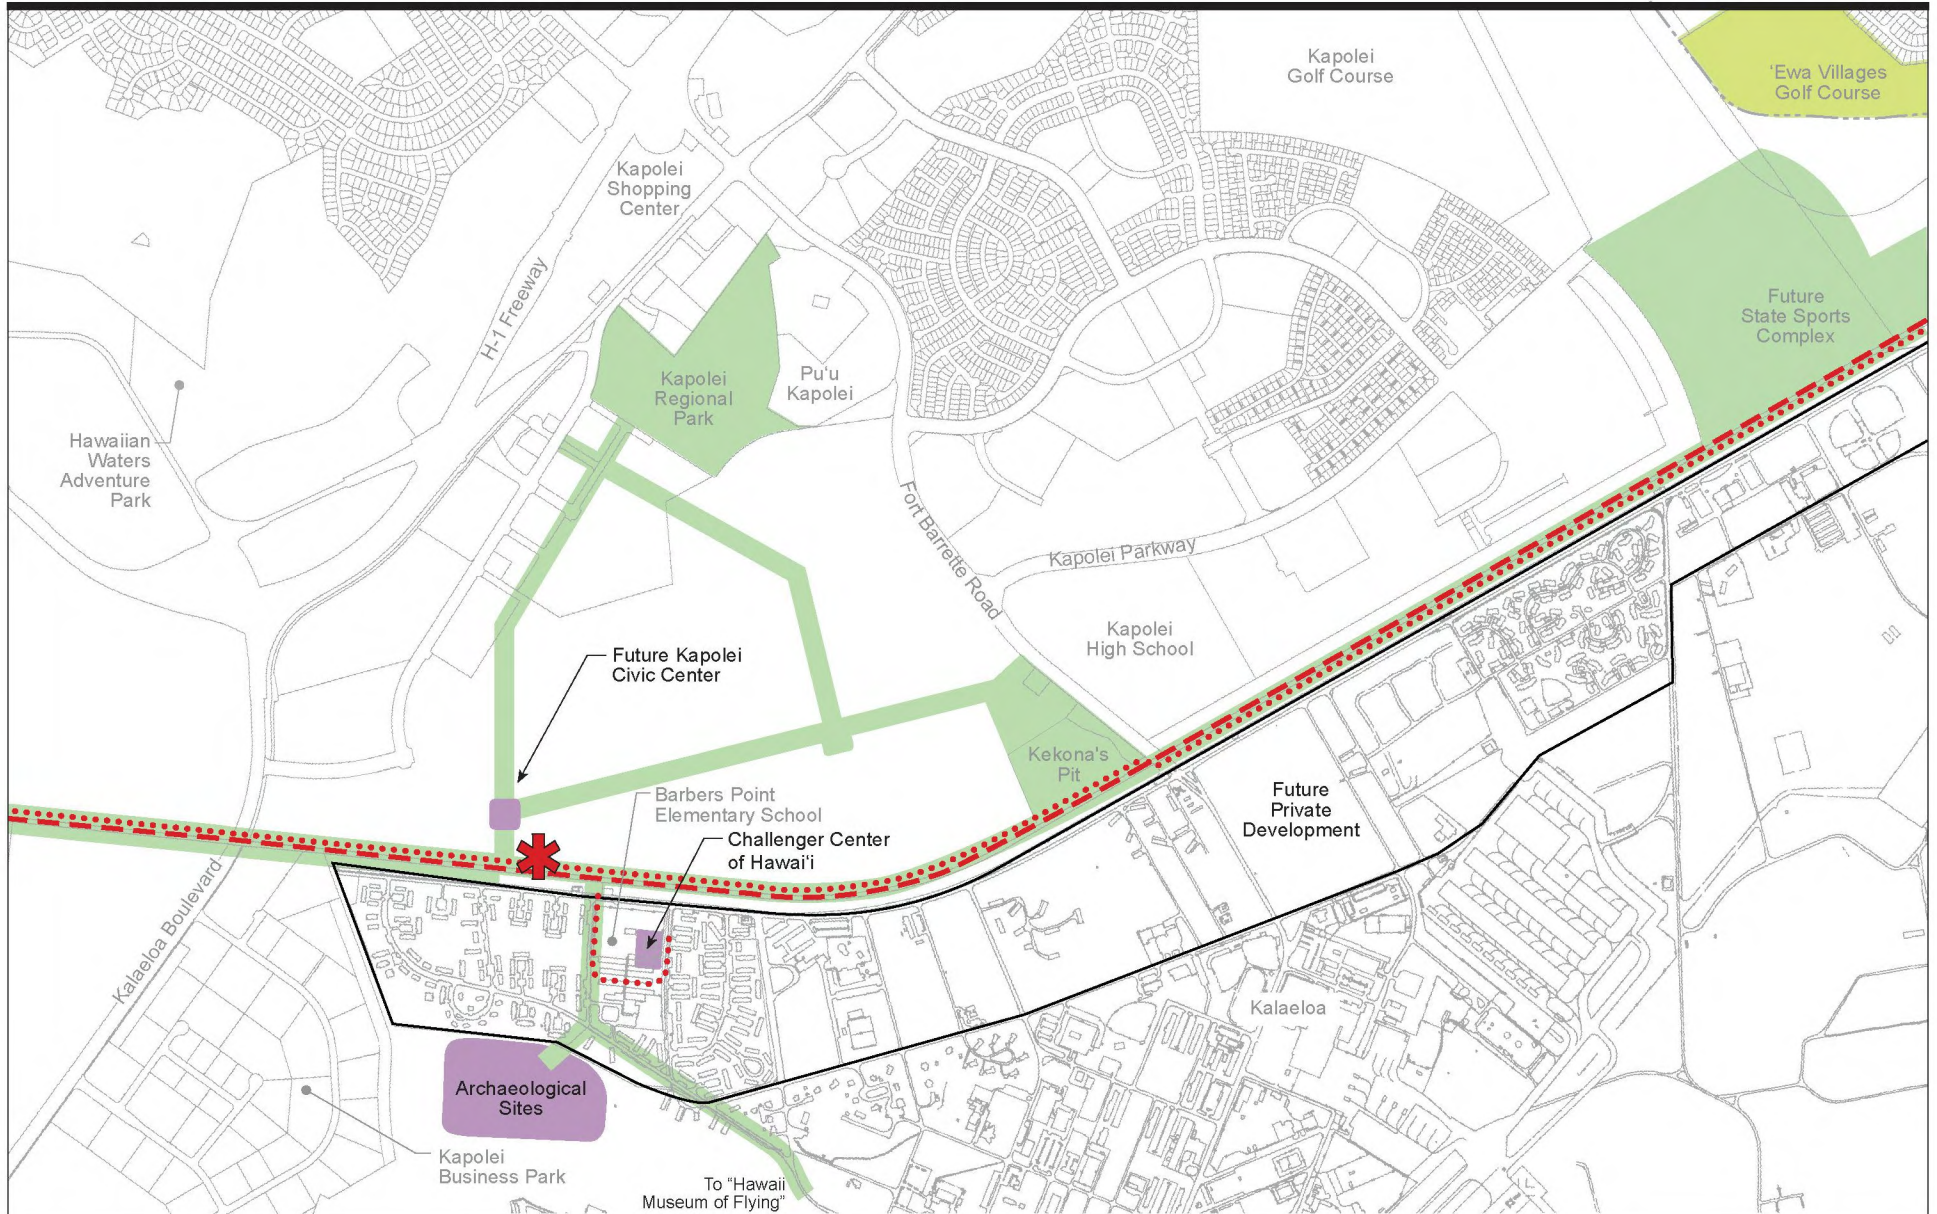 Kapolei
Golf Course
'Ewa Villages
Golf Course
Kapolei
Shopping
Center
H-1 Freeway
Future
State Sports
Complex
Kapolei
Regional
Park
Pu'u
Kapolei
Hawaiian
Waters
Adventure
Park
Fort Barrette Road
Kapolei Parkway
Kapolei
High School
Future Kapolei
Civic Center
Kekona's
Pit
Barbers Point
Elementary School
Challenger Center
of Hawai'i
Future
Private
Development
Kalaeloa Boulevard
Kalaeloa
Archaeological
Sites
Kapolei
Business Park
To "Hawaii
Museum of Flying"